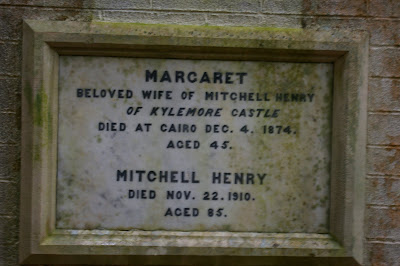 MARGARET
BELOVED WIFE OF MITCHELL HENRY
OF KYLEMORE CASTLE
DIED AT CAIRO DEC. 4, 1874.
AGED 45.
MITCHELL HENRY
DIED NOV. 22. 1910.
AGED 85.